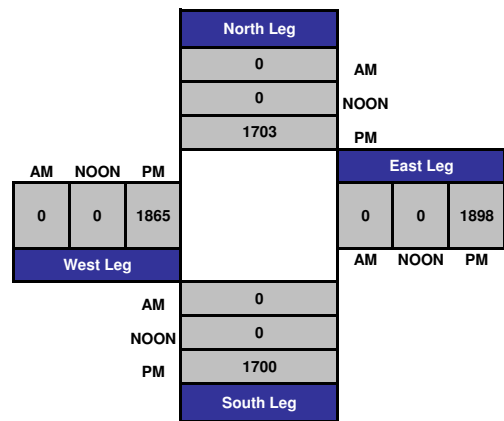 North Leg
0 AM
0 NOON
1703 PM
AM NOON PM East Leg
0 0 1865 0 0 1898
West Leg AM NOON PM
AM 0
NOON 0
PM 1700
South Leg